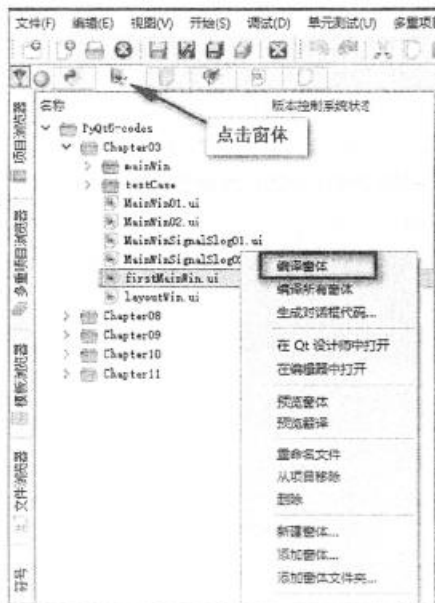 文件(F) 编辑(E) 视图(V) 开始(S) 调试(D) 单元测试(U) 多重项
名称 版本控制系统状态
点击窗体
PyQt5-codes
Chapter03
mainWin
testCase
MainWin01.ui
MainWin02.ui
MainWinSignalSlog01.ui
MainWinSignalSlog0
firstMainWin.ui
layoutWin.ui
Chapter08
Chapter09
Chapter10
Chapter11
编译窗体
编译所有窗体
生成对话框代码...
在 Qt 设计师中打开
在编辑器中打开
预览窗体
预览翻译
重命名文件
从项目移除
删除
新建窗体...
添加窗体...
添加窗体文件夹...
项目浏览器
多重项目浏览器
模板浏览器
文件浏览器
符号